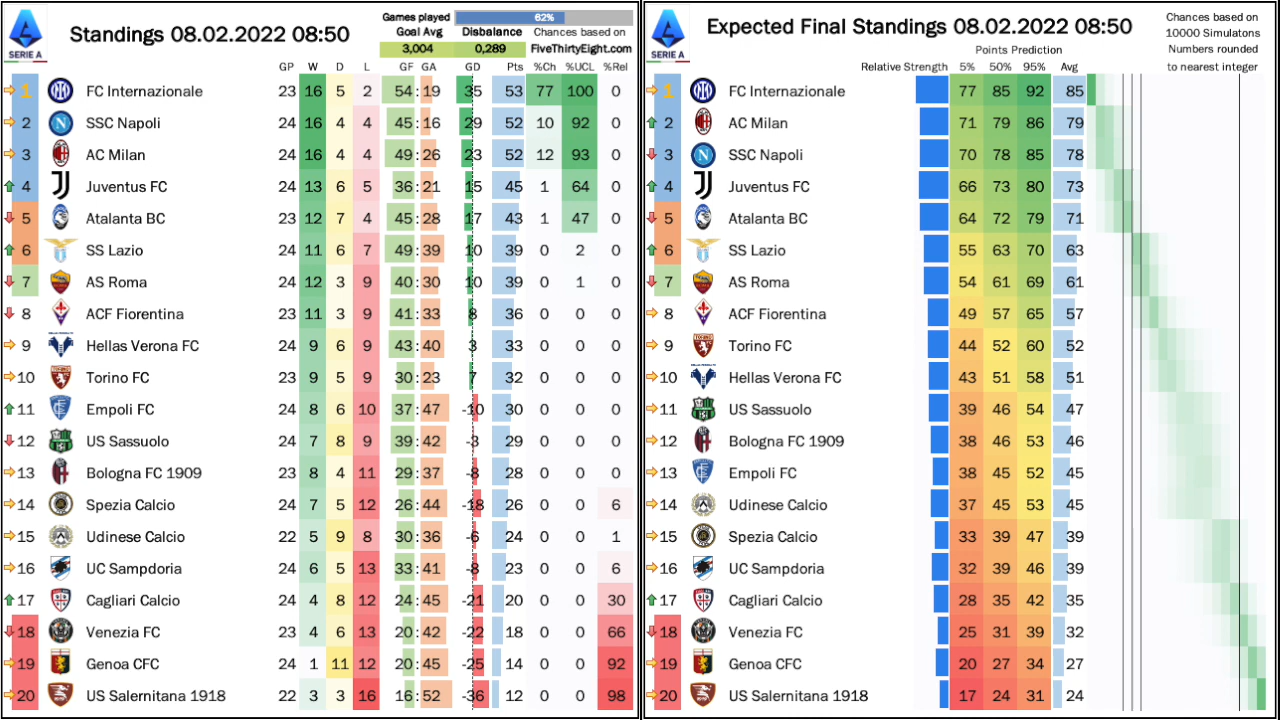 SERIE A
Standings 08.02.2022 08:50
Games played 62%
Goal Avg Disbalance Chances based on
3,004 0,289 FiveThirtyEight.com
GP W D L GF GA GD Pts %Ch %UCL %Rel
1 FC Internazionale 23 16 5 2 54 : 19 35 53 77 100 0
2 SSC Napoli 24 16 4 4 45 : 16 29 52 10 92 0
3 AC Milan 24 16 4 4 49 : 26 23 52 12 93 0
4 Juventus FC 24 13 6 5 36 : 21 15 45 1 64 0
5 Atalanta BC 23 12 7 4 45 : 28 17 43 1 47 0
6 SS Lazio 24 11 6 7 49 : 39 10 39 0 2 0
7 AS Roma 24 12 3 9 40 : 30 10 39 0 1 0
8 ACF Fiorentina 23 11 3 9 41 : 33 8 36 0 0 0
9 Hellas Verona FC 24 9 6 9 43 : 40 3 33 0 0 0
10 Torino FC 23 9 5 9 30 : 23 7 32 0 0 0
11 Empoli FC 24 8 6 10 37 : 47 -10 30 0 0 0
12 US Sassuolo 24 7 8 9 39 : 42 -3 29 0 0 0
13 Bologna FC 1909 23 8 4 11 29 : 37 -8 28 0 0 0
14 Spezia Calcio 24 7 5 12 26 : 44 -18 26 0 0 6
15 Udinese Calcio 22 5 9 8 30 : 36 -6 24 0 0 1
16 UC Sampdoria 24 6 5 13 33 : 41 -8 23 0 0 6
17 Cagliari Calcio 24 4 8 12 24 : 45 -21 20 0 0 30
18 Venezia FC 23 4 6 13 20 : 42 -22 18 0 0 66
19 Genoa CFC 24 1 11 12 20 : 45 -25 14 0 0 92
20 US Salernitana 1918 22 3 3 16 16 : 52 -36 12 0 0 98
SERIE A
Expected Final Standings 08.02.2022 08:50
Chances based on
10000 Simulatons
Numbers rounded
to nearest integer
Points Prediction
Relative Strength 5% 50% 95% Avg
1 FC Internazionale 77 85 92 85
2 AC Milan 71 79 86 79
3 SSC Napoli 70 78 85 78
4 Juventus FC 66 73 80 73
5 Atalanta BC 64 72 79 71
6 SS Lazio 55 63 70 63
7 AS Roma 54 61 69 61
8 ACF Fiorentina 49 57 65 57
9 Torino FC 44 52 60 52
10 Hellas Verona FC 43 51 58 51
11 US Sassuolo 39 46 54 47
12 Bologna FC 1909 38 46 53 46
13 Empoli FC 38 45 52 45
14 Udinese Calcio 37 45 53 45
15 Spezia Calcio 33 39 47 39
16 UC Sampdoria 32 39 46 39
17 Cagliari Calcio 28 35 42 35
18 Venezia FC 25 31 39 32
19 Genoa CFC 20 27 34 27
20 US Salernitana 1918 17 24 31 24